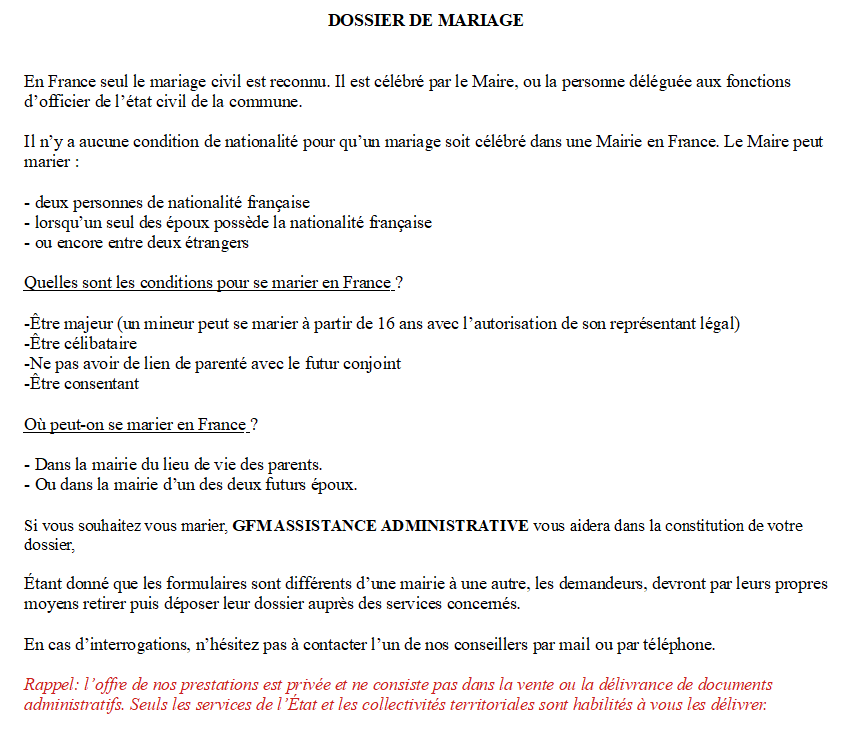 DOSSIER DE MARIAGE
En France seul le mariage civil est reconnu. Il est célébré par le Maire, ou la personne déléguée aux fonctions
d’officier de l’état civil de la commune.
Il n’y a aucune condition de nationalité pour qu’un mariage soit célébré dans une Mairie en France. Le Maire peut
marier :
- deux personnes de nationalité française
- lorsqu’un seul des époux possède la nationalité française
- ou encore entre deux étrangers
Quelles sont les conditions pour se marier en France ?
-Être majeur (un mineur peut se marier à partir de 16 ans avec l’autorisation de son représentant légal)
-Être célibataire
-Ne pas avoir de lien de parenté avec le futur conjoint
-Être consentant
Où peut-on se marier en France ?
- Dans la mairie du lieu de vie des parents.
- Ou dans la mairie d’un des deux futurs époux.
Si vous souhaitez vous marier, GFM ASSISTANCE ADMINISTRATIVE vous aidera dans la constitution de votre
dossier,
Étant donné que les formulaires sont différents d’une mairie à une autre, les demandeurs, devront par leurs propres
moyens retirer puis déposer leur dossier auprès des services concernés.
En cas d’interrogations, n’hésitez pas à contacter l’un de nos conseillers par mail ou par téléphone.
Rappel: l’offre de nos prestations est privée et ne consiste pas dans la vente ou la délivrance de documents
administratifs. Seuls les services de l’État et les collectivités territoriales sont habilités à vous les délivrer.